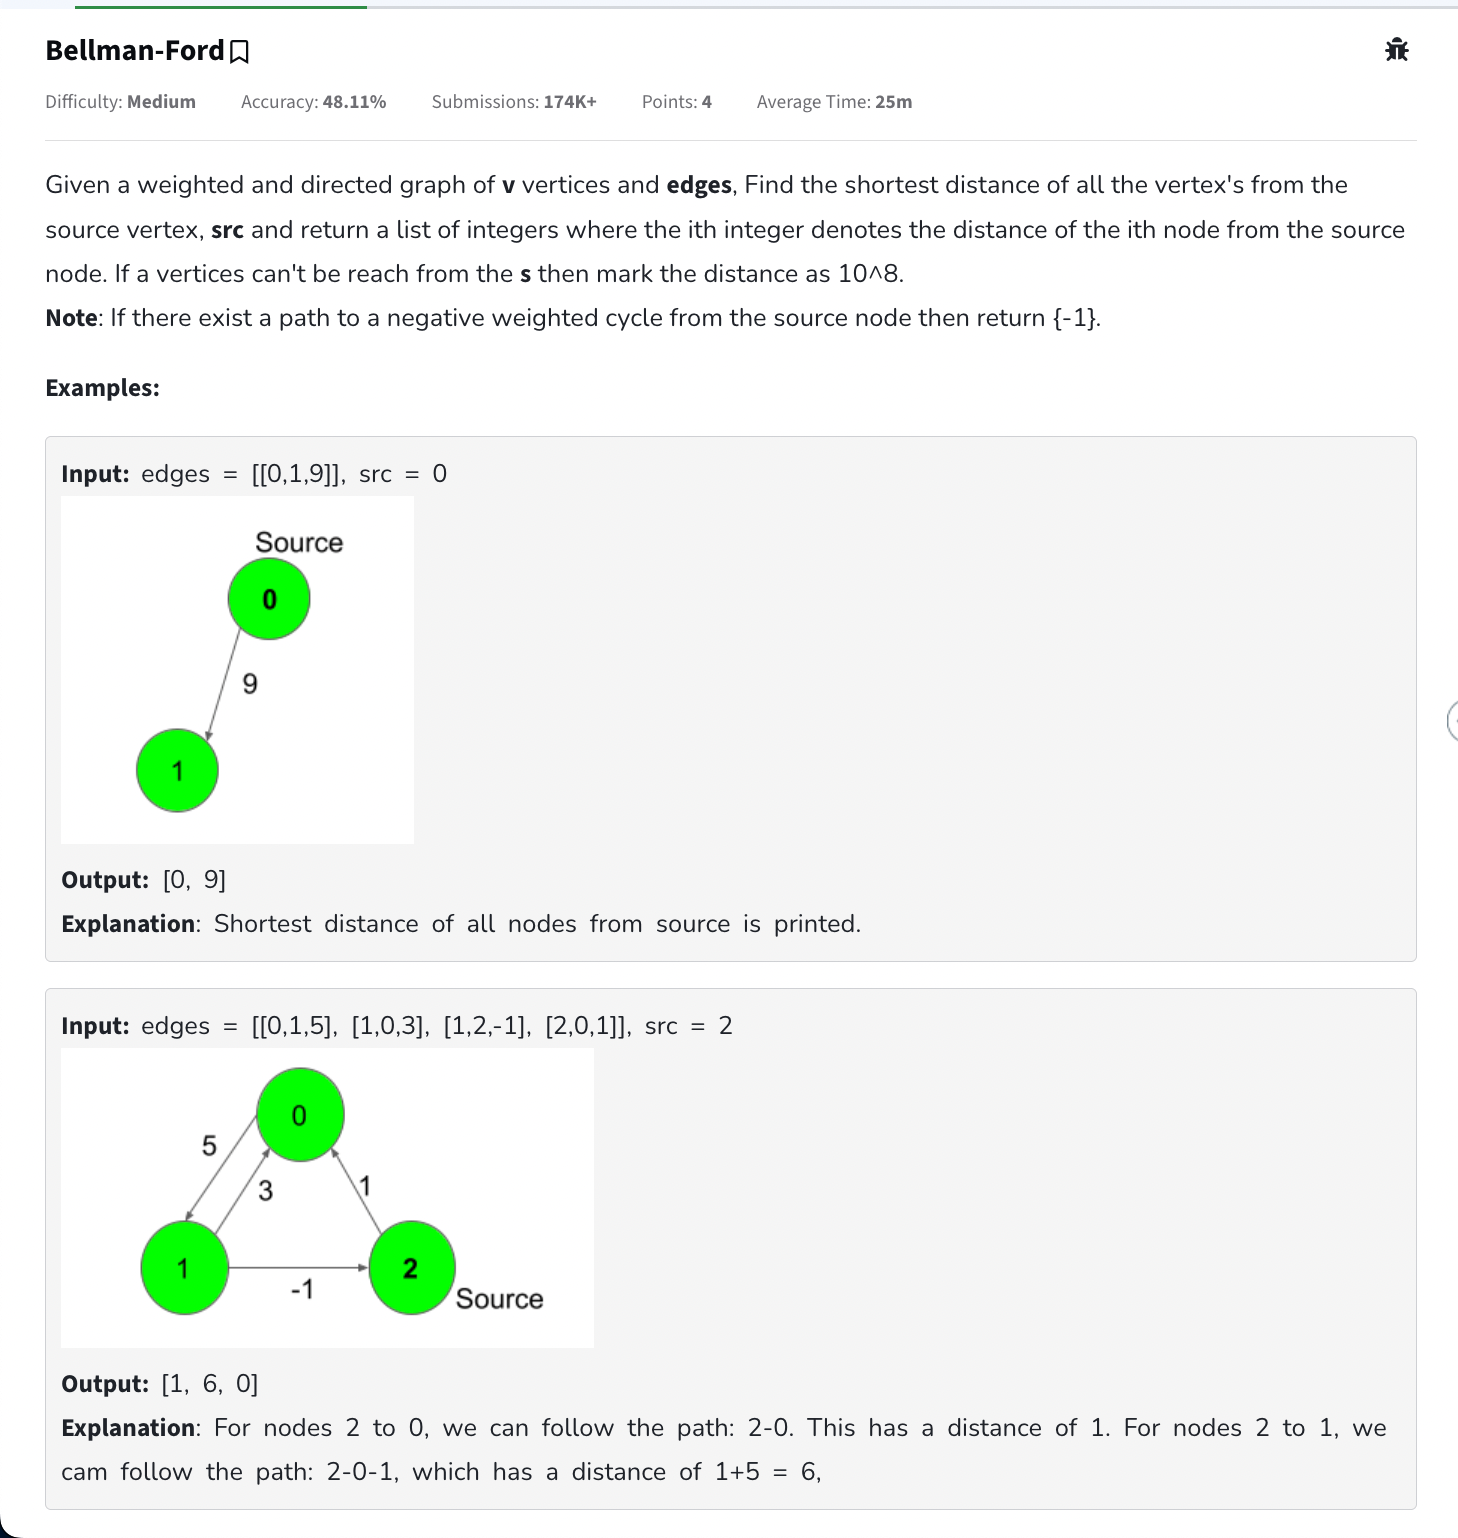 Bellman-Ford
Difficulty: Medium Accuracy: 48.11% Submissions: 174K+ Points: 4 Average Time: 25m
Given a weighted and directed graph of v vertices and edges, Find the shortest distance of all the vertex's from the
source vertex, src and return a list of integers where the ith integer denotes the distance of the ith node from the source
node. If a vertices can't be reach from the s then mark the distance as 10^8.
Note: If there exist a path to a negative weighted cycle from the source node then return {-1}.
Examples:
Input: edges = [[0,1,9]], src = 0
Source
0
9
1
Output: [0, 9]
Explanation: Shortest distance of all nodes from source is printed.
Input: edges = [[0,1,5], [1,0,3], [1,2,-1], [2,0,1]], src = 2
0
5
3
1
1
2
-1
Source
Output: [1, 6, 0]
Explanation: For nodes 2 to 0, we can follow the path: 2-0. This has a distance of 1. For nodes 2 to 1, we
cam follow the path: 2-0-1, which has a distance of 1+5 = 6,